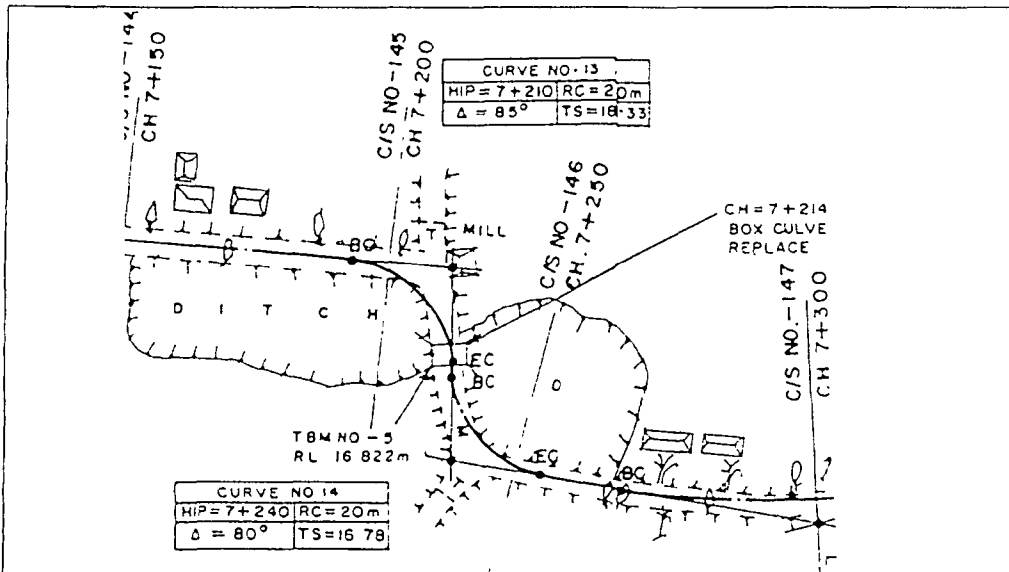 NO-144
CH 7+150
C/S NO-145
CH 7+200
CURVE NO. 13
HIP = 7+210 RC = 20m
Δ = 85° TS = 18.33
C/S NO-146
CH. 7+250
CH = 7+214
BOX CULVE
REPLACE
MILL
BC
C/S NO.-147
CH 7+300
DITCH
EC
BC
D
TBM NO-5
RL 16 822m
EC
BC
CURVE NO 14
HIP = 7+240 RC = 20m
Δ = 80° TS = 16 78